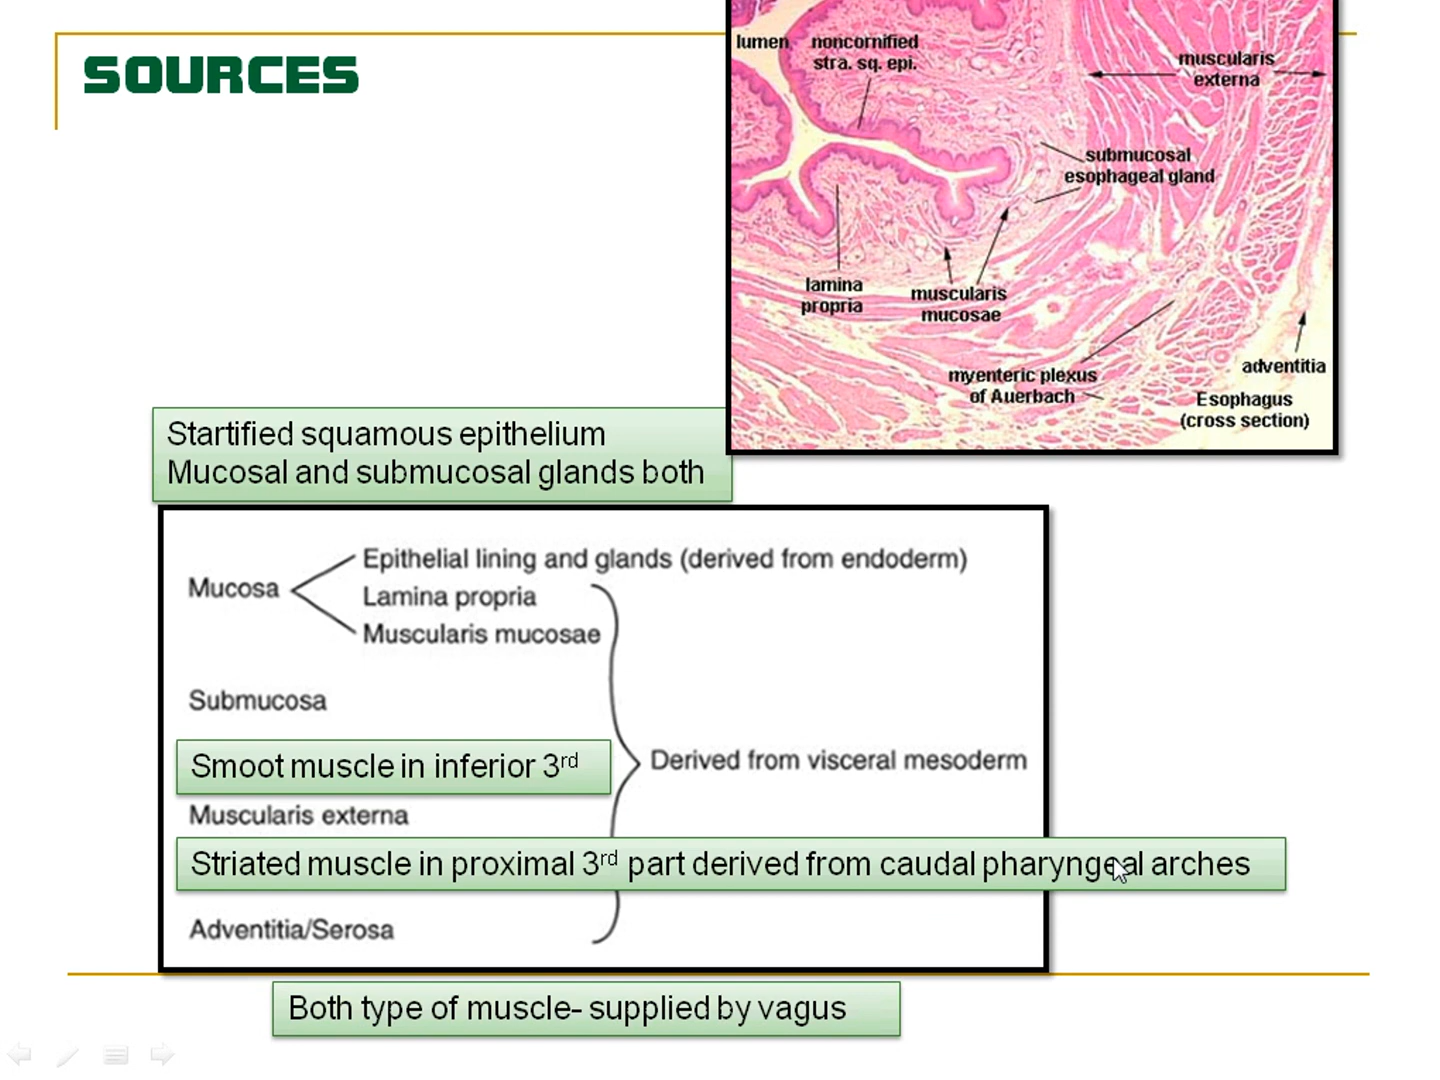 SOURCES
lumen
noncornified
stra. sq. epi.
muscularis
externa
submucosal
esophageal gland
lamina
propria
muscularis
mucosae
myenteric plexus
of Auerbach
adventitia
Esophagus
(cross section)
Startified squamous epithelium
Mucosal and submucosal glands both
Mucosa
Epithelial lining and glands (derived from endoderm)
Lamina propria
Muscularis mucosae
Submucosa
Smoot muscle in inferior 3rd
Derived from visceral mesoderm
Muscularis externa
Striated muscle in proximal 3rd part derived from caudal pharyngeal arches
Adventitia/Serosa
Both type of muscle- supplied by vagus